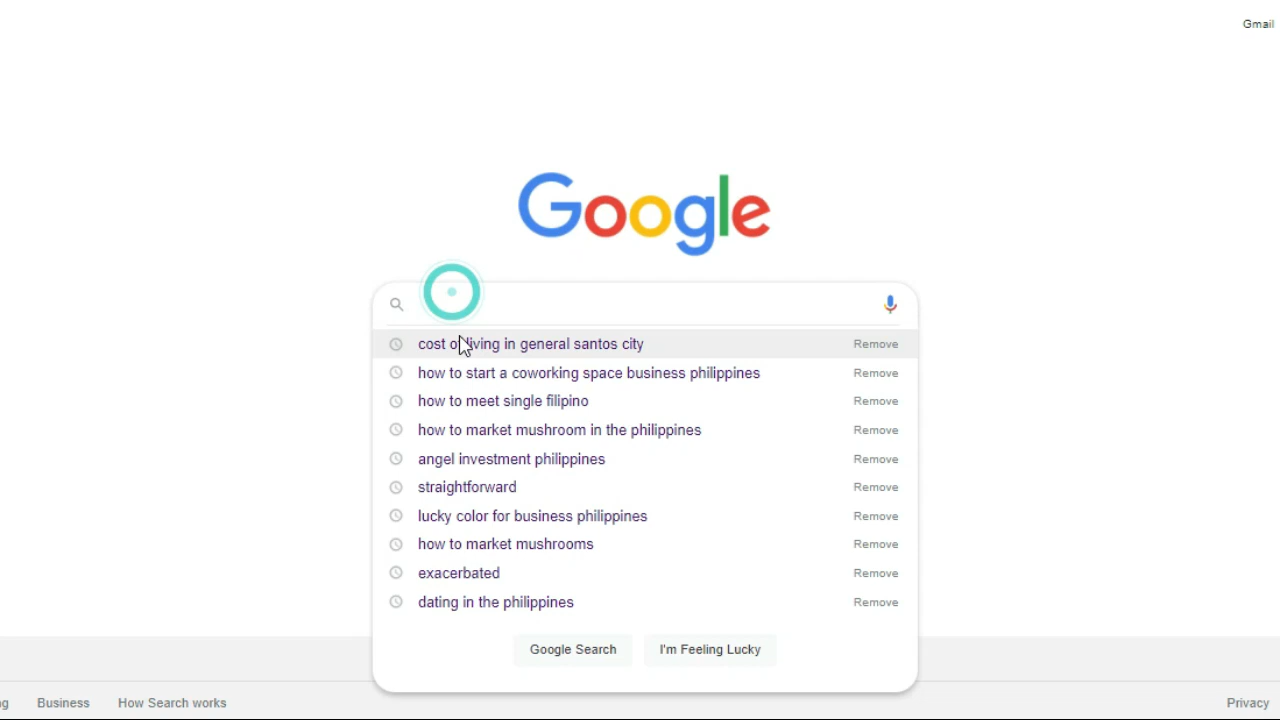 Gmail
Google
cost of living in general santos city Remove
how to start a coworking space business philippines Remove
how to meet single filipino Remove
how to market mushroom in the philippines Remove
angel investment philippines Remove
straightforward Remove
lucky color for business philippines Remove
how to market mushrooms Remove
exacerbated Remove
dating in the philippines Remove
Google Search I'm Feeling Lucky
Business How Search works Privacy